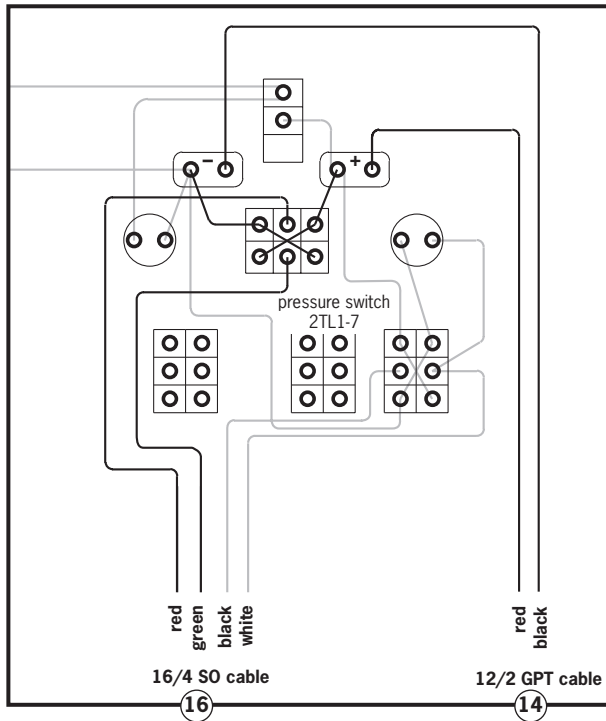 −
+
pressure switch
2TL1-7
red
green
black
white
red
black
16/4 SO cable
12/2 GPT cable
16
14